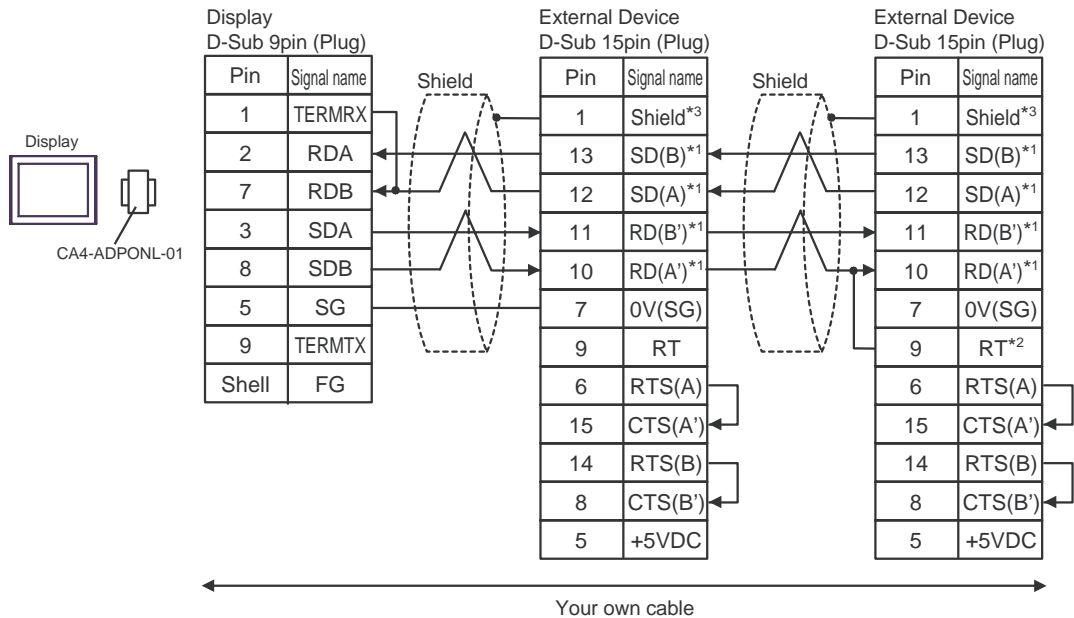 Display
D-Sub 9pin (Plug)
External Device
D-Sub 15pin (Plug)
External Device
D-Sub 15pin (Plug)
Display
CA4-ADPONL-01
Pin Signal name
1 TERMRX
2 RDA
7 RDB
3 SDA
8 SDB
5 SG
9 TERMTX
Shell FG
Shield
Pin Signal name
1 Shield*3
13 SD(B)*1
12 SD(A)*1
11 RD(B')*1
10 RD(A')*1
7 0V(SG)
9 RT
6 RTS(A)
15 CTS(A')
14 RTS(B)
8 CTS(B')
5 +5VDC
Shield
Pin Signal name
1 Shield*3
13 SD(B)*1
12 SD(A)*1
11 RD(B')*1
10 RD(A')*1
7 0V(SG)
9 RT*2
6 RTS(A)
15 CTS(A')
14 RTS(B)
8 CTS(B')
5 +5VDC
Your own cable